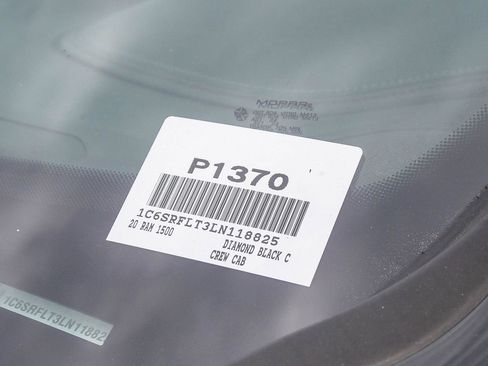 MOPAR
P1370
1C6SRFLT3LN118825
20 RAM 1500 DIAMOND BLACK C
CREW CAB
1C6SRFLT3LN11882